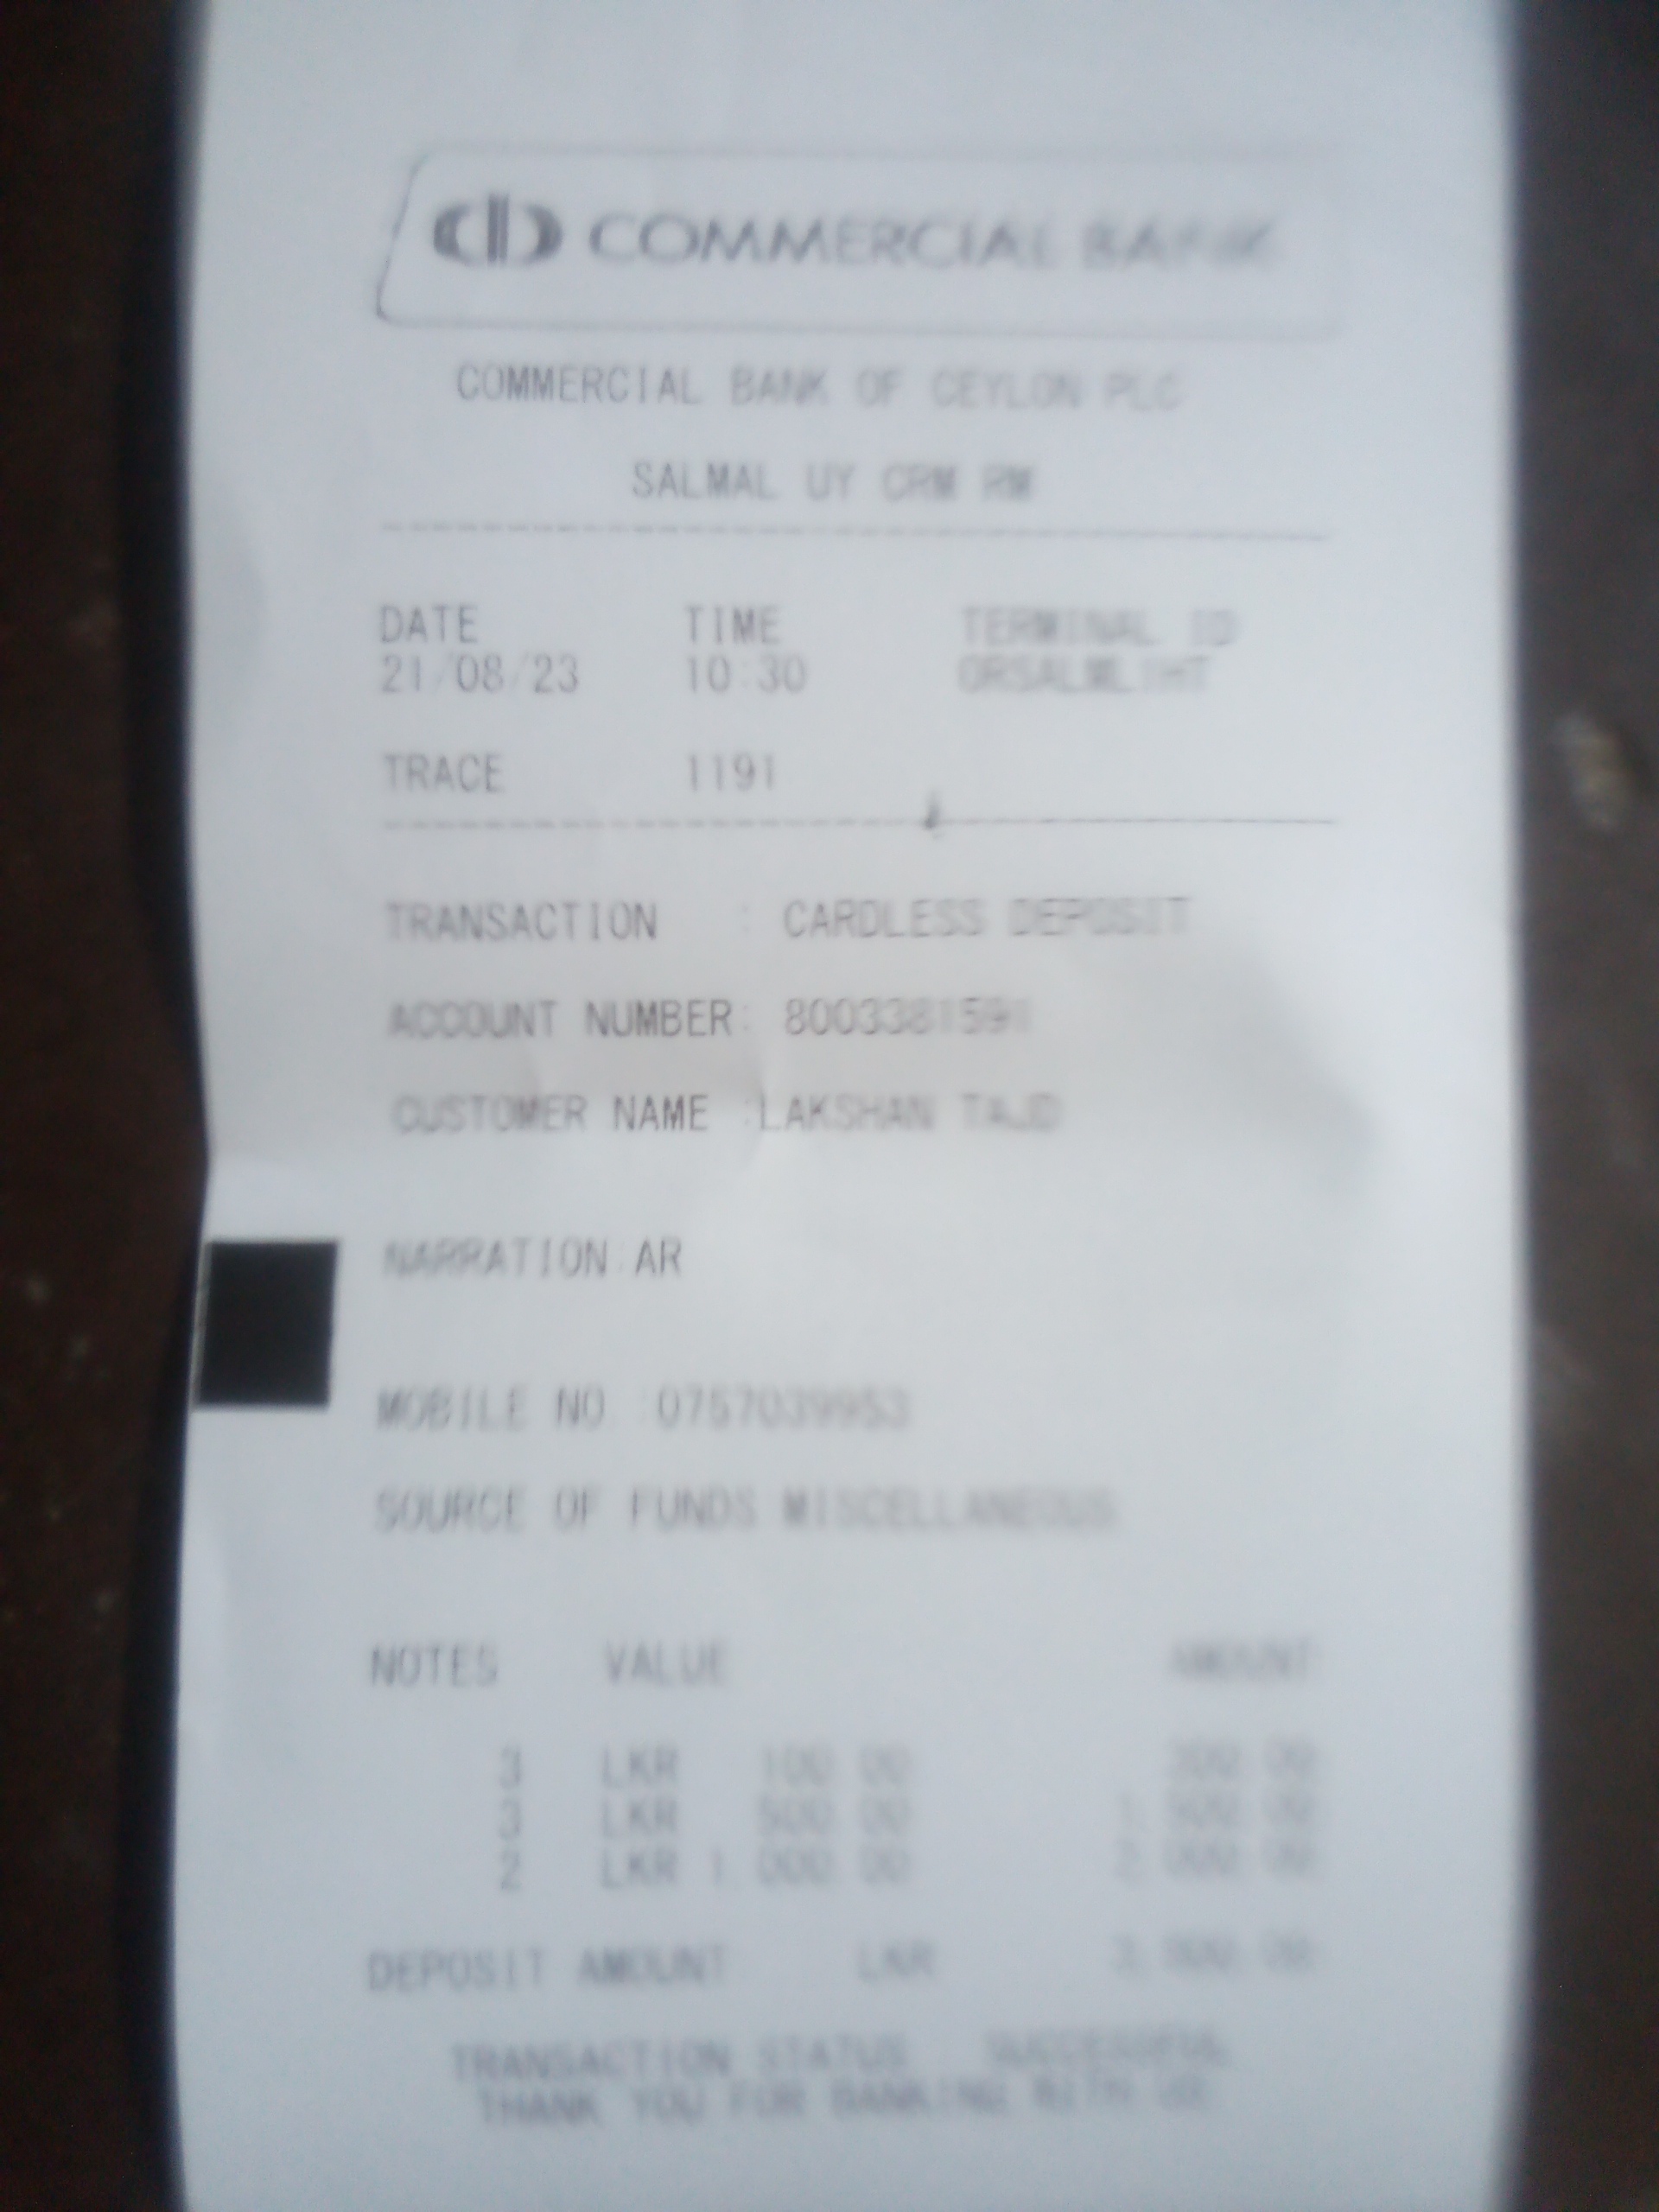 COMMERCIAL BANK
COMMERCIAL BANK OF CEYLON PLC
SALMAL UY CRM RM
DATE TIME TERMINAL ID
21/08/23 10:30
TRACE 1191
TRANSACTION : CARDLESS DEPOSIT
ACCOUNT NUMBER: 8003381591
CUSTOMER NAME :LAKSHAN TAJD
NARRATION:AR
MOBILE NO :0757039953
SOURCE OF FUNDS MISCELLANEOUS
NOTES VALUE AMOUNT
3 LKR 100.00 300.00
3 LKR 500.00 1,500.00
2 LKR 1,000.00 2,000.00
DEPOSIT AMOUNT LKR 3,800.00
TRANSACTION STATUS SUCCESSFUL
THANK YOU FOR BANKING WITH US